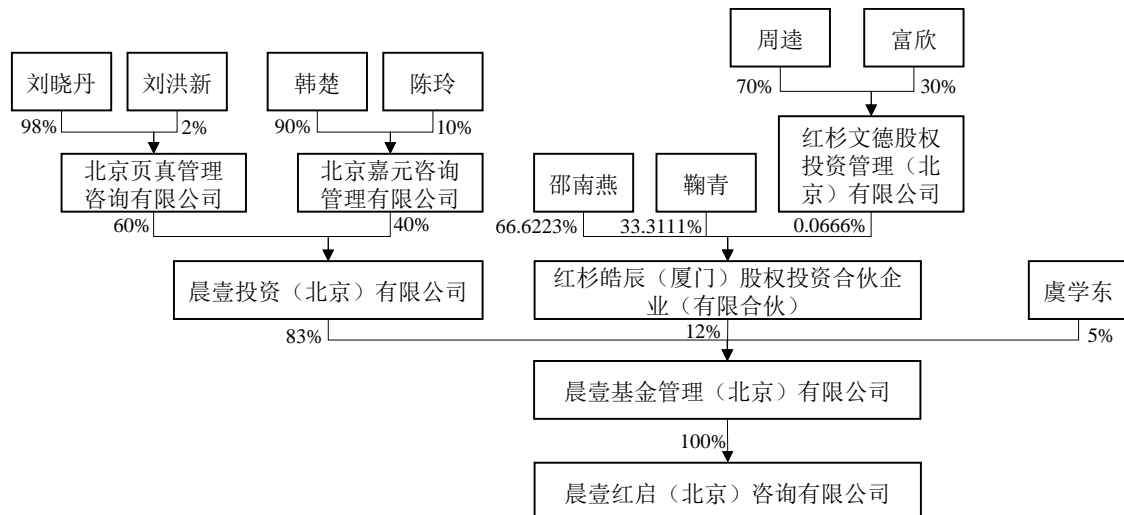 周逵
富欣
刘晓丹
刘洪新
韩楚
陈玲
70%
30%
98%
2%
90%
10%
北京页真管理
咨询有限公司
北京嘉元咨询
管理有限公司
邵南燕
鞠青
红杉文德股权
投资管理（北
京）有限公司
60%
40%
66.6223%
33.3111%
0.0666%
晨壹投资（北京）有限公司
红杉皓辰（厦门）股权投资合伙企
业（有限合伙）
虞学东
83%
12%
5%
晨壹基金管理（北京）有限公司
100%
晨壹红启（北京）咨询有限公司